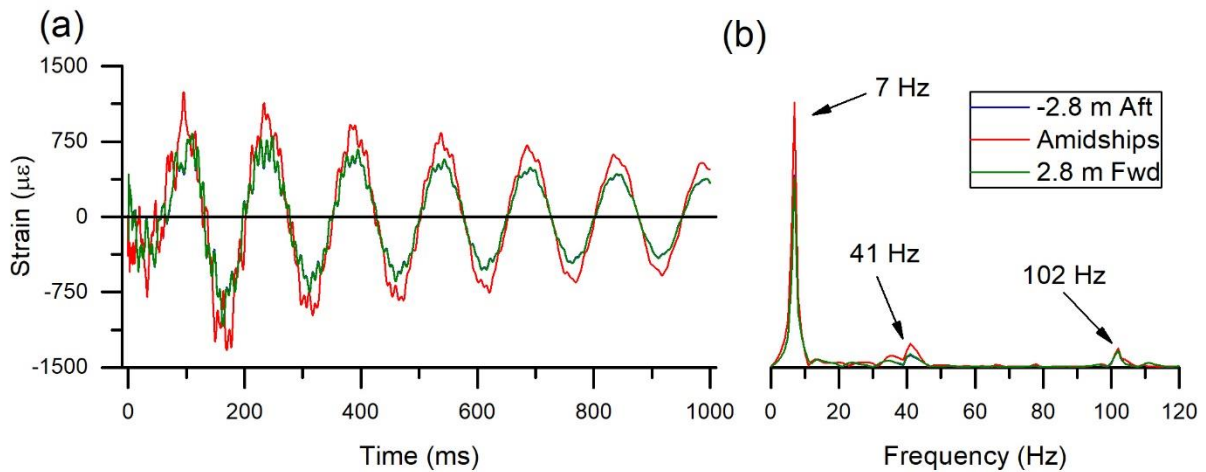 (a)
1500
750
0
-750
-1500
Strain (με)
0
200
400
600
800
1000
Time (ms)
(b)
7 Hz
41 Hz
102 Hz
-2.8 m Aft
Amidships
2.8 m Fwd
0
20
40
60
80
100
120
Frequency (Hz)